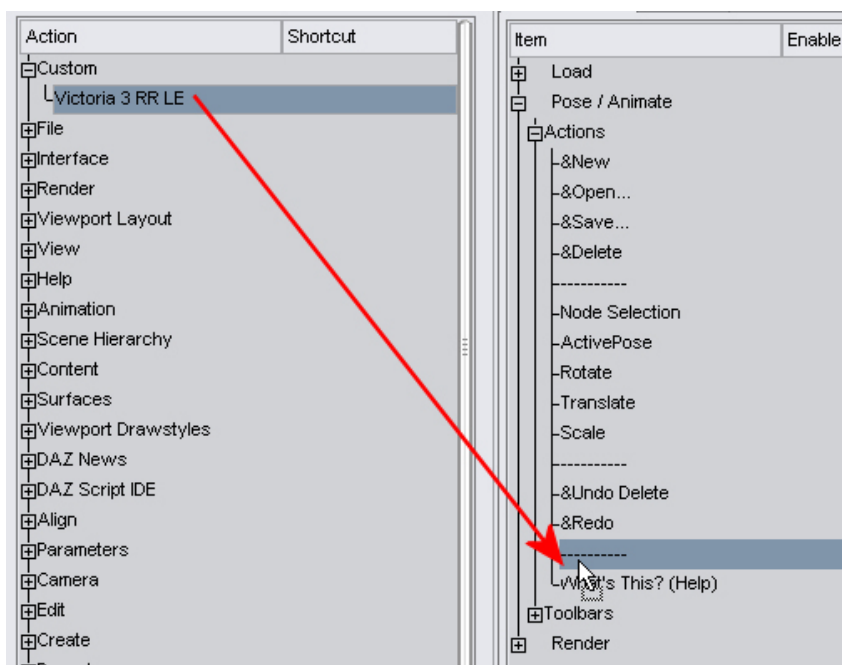 Action Shortcut
Custom
Victoria 3 RR LE
File
Interface
Render
Viewport Layout
View
Help
Animation
Scene Hierarchy
Content
Surfaces
Viewport Drawstyles
DAZ News
DAZ Script IDE
Align
Parameters
Camera
Edit
Create
Item Enable
Load
Pose / Animate
Actions
&New
&Open...
&Save...
&Delete
-----------
Node Selection
ActivePose
Rotate
Translate
Scale
-----------
&Undo Delete
&Redo
-----------
What's This? (Help)
Toolbars
Render